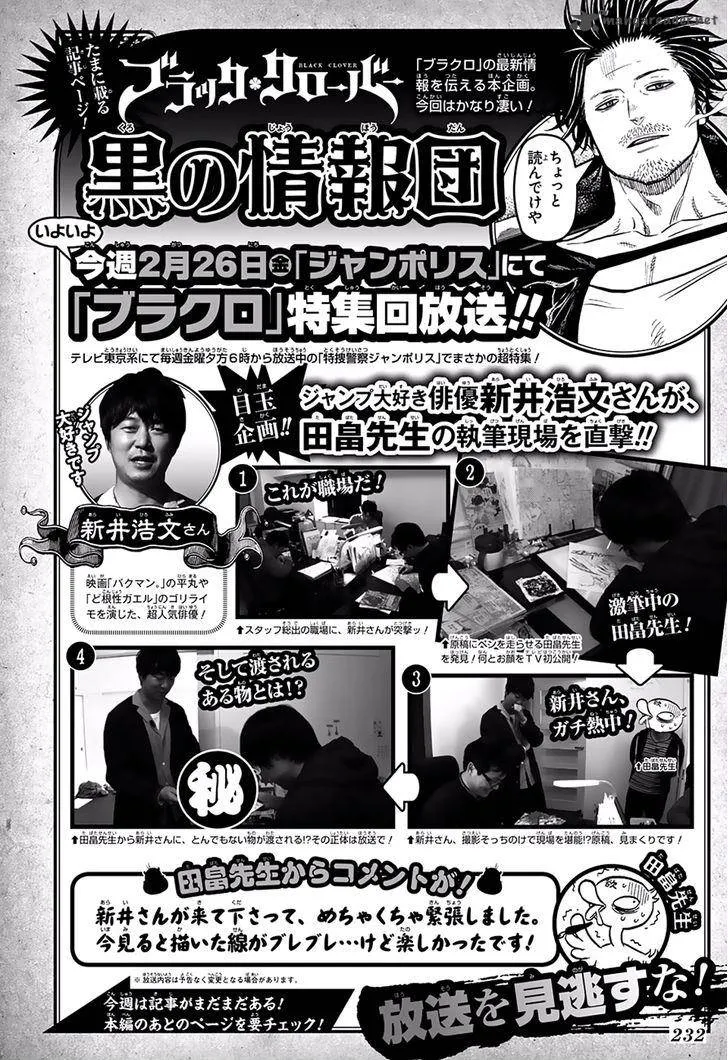 たまに載る
記事ページ!
BLACK CLOVER
ブラック・クローバー
「ブラクロ」の最新情
報を伝える本企画。
今回はかなり凄い!
mangareader.net
黒の情報団
ちょっと
読んでけや
いよいよ
今週2月26日㊎「ジャンポリス」にて
「ブラクロ」特集回放送!!
テレビ東京系にて毎週金曜夕方6時から放送中の「特捜警察ジャンポリス」でまさかの超特集!
ジャンプ
大好きです
新井浩文さん
映画「バクマン。」の平丸や
「ど根性ガエル」のゴリライ
モを演じた、超人気俳優!
目玉
企画!!
ジャンプ大好き俳優新井浩文さんが、
田畠先生の執筆現場を直撃!!
1
これが職場だ!
⬆スタッフ総出の職場に、新井さんが突撃ッ!
2
激筆中の
田畠先生!
⬆原稿にペンを走らせる田畠先生
を発見!何とお顔をTV初公開!
3
新井さん、
ガチ熱中!
⬆田畠先生
⬆新井さん、撮影そっちのけで現場を堪能!?原稿、見まくりです!
4
そして渡される
ある物とは!?
㊙
⬆田畠先生から新井さんに、とんでもない物が渡される!?その正体は放送で!
田畠先生からコメントが!
新井さんが来て下さって、めちゃくちゃ緊張しました。
今見ると描いた線がブレブレ…けど楽しかったです!
田畠先生
※放送内容は予告なく変更となる場合があります。
今週は記事がまだまだある!
本編のあとのページを要チェック!
放送を見逃すな!
232